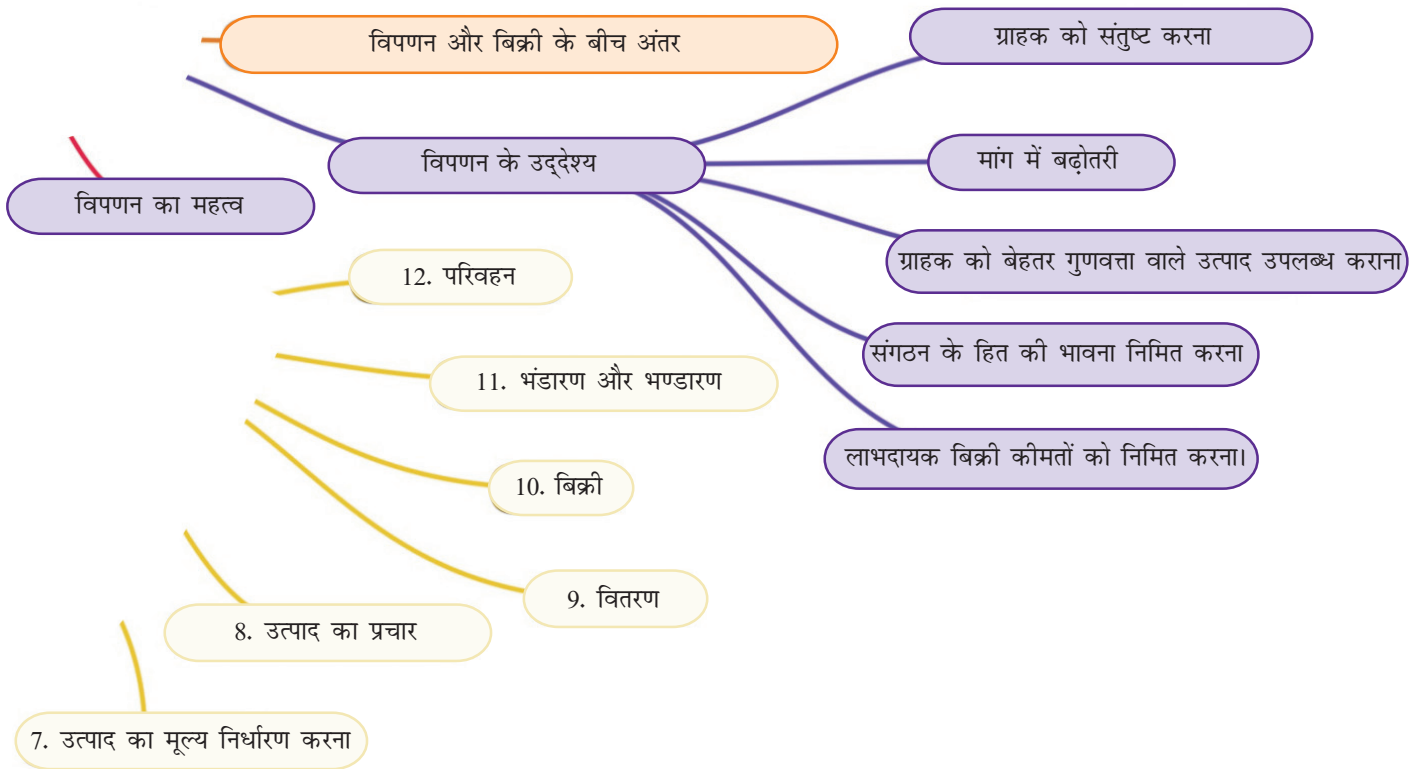 विपणन और बिक्री के बीच अंतर
ग्राहक को संतुष्ट करना
विपणन के उद्देश्य
मांग में बढ़ोतरी
विपणन का महत्व
ग्राहक को बेहतर गुणवत्ता वाले उत्पाद उपलब्ध कराना
12. परिवहन
संगठन के हित की भावना निमित करना
11. भंडारण और भण्डारण
लाभदायक बिक्री कीमतों को निमित करना।
10. बिक्री
9. वितरण
8. उत्पाद का प्रचार
7. उत्पाद का मूल्य निर्धारण करना